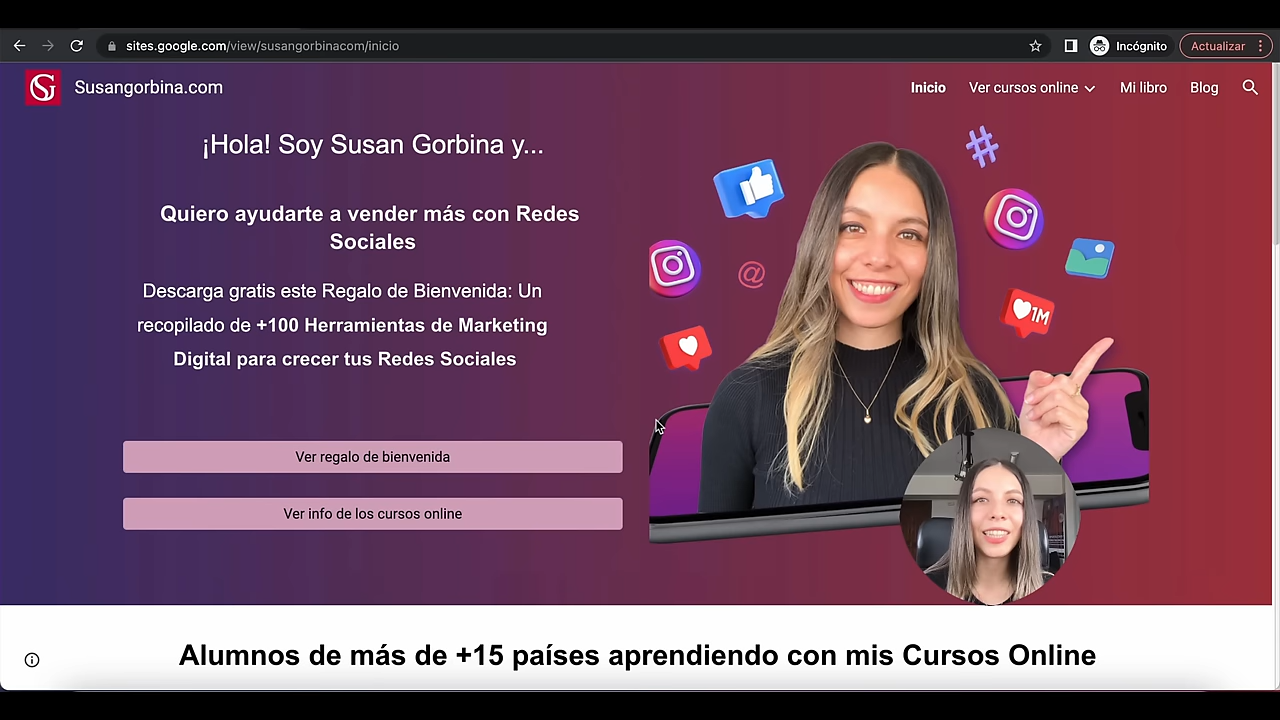 sites.google.com/view/susangorbinacom/inicio
Incógnito
Actualizar
SG
Susangorbina.com
Inicio
Ver cursos online
Mi libro
Blog
¡Hola! Soy Susan Gorbina y...
Quiero ayudarte a vender más con Redes
Sociales
Descarga gratis este Regalo de Bienvenida: Un
recopilado de +100 Herramientas de Marketing
Digital para crecer tus Redes Sociales
#
@
1M
Ver regalo de bienvenida
Ver info de los cursos online
Alumnos de más de +15 países aprendiendo con mis Cursos Online